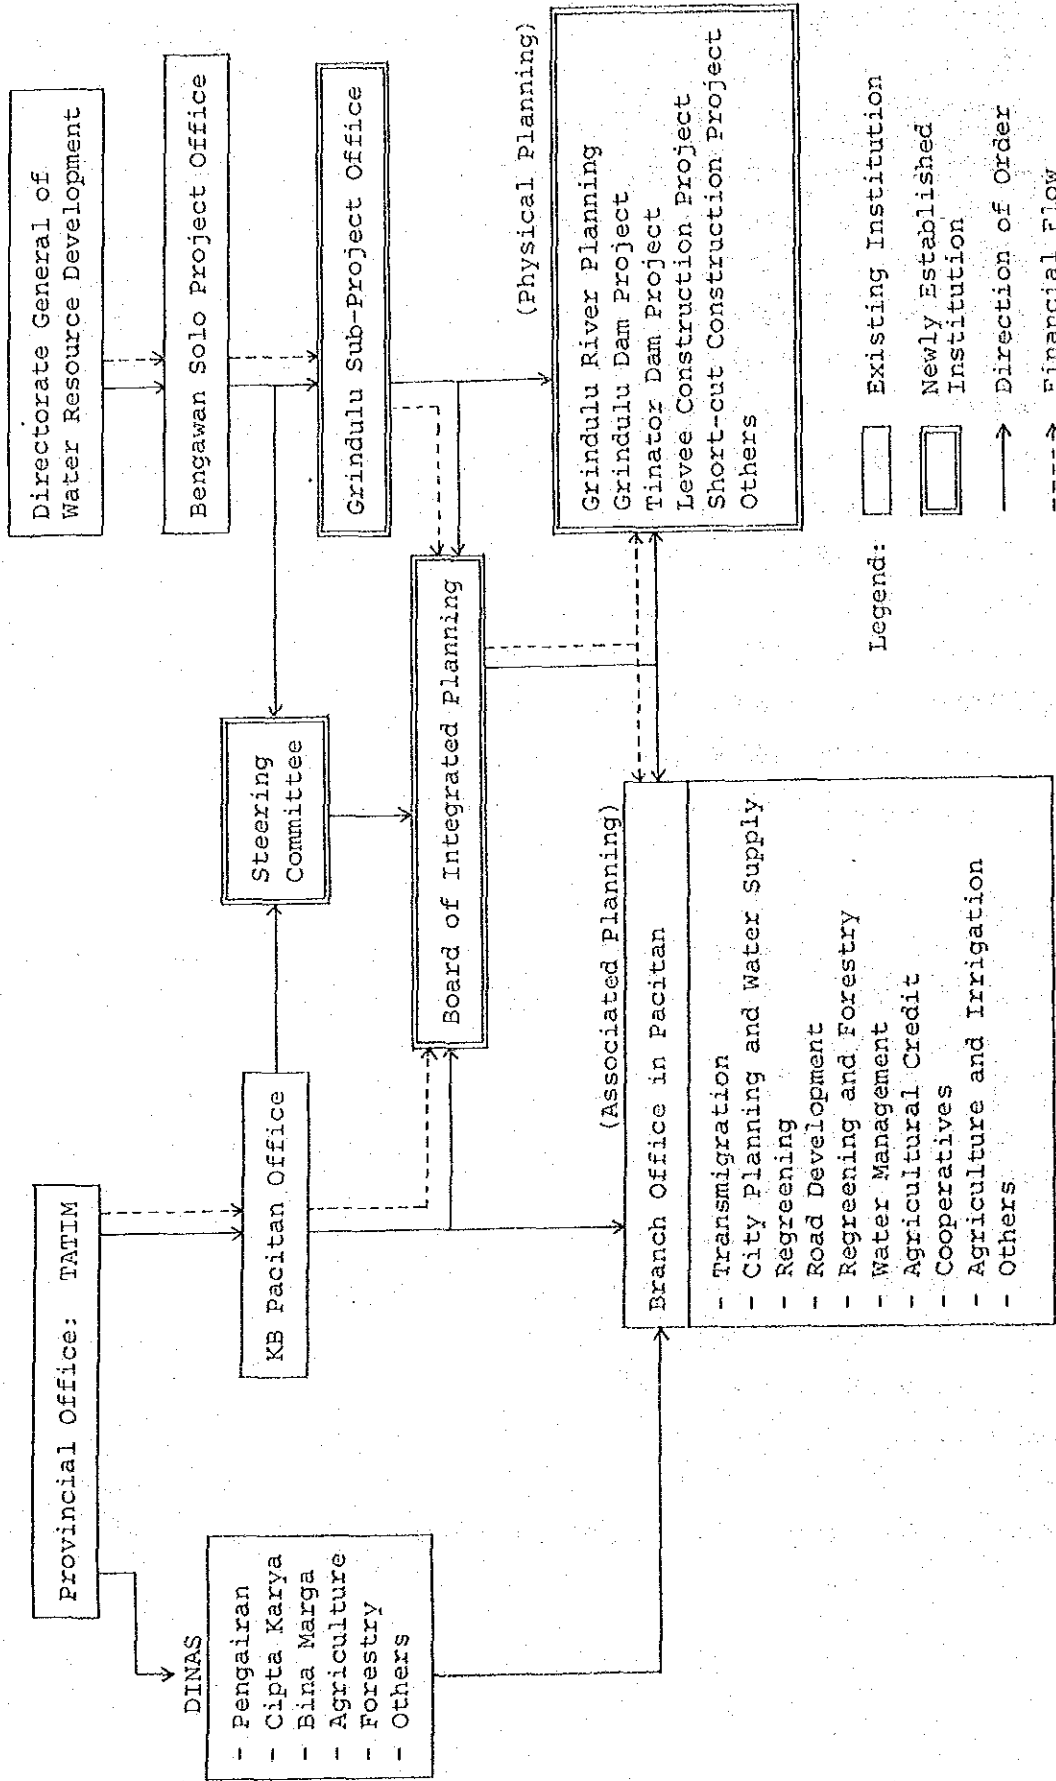 Directorate General of
Water Resource Development
Bengawan Solo Project Office
Grindulu Sub-Project Office
Provincial Office: TATIM
KB Pacitan Office
Steering
Committee
Board of Integrated Planning
DINAS
- Pengairan
- Cipta Karya
- Bina Marga
- Agriculture
- Forestry
- Others
(Associated Planning)
Branch Office in Pacitan
- Transmigration
- City Planning and Water Supply
- Regreening
- Road Development
- Regreening and Forestry
- Water Management
- Agricultural Credit
- Cooperatives
- Agriculture and Irrigation
- Others
(Physical Planning)
Grindulu River Planning
Grindulu Dam Project
Tinator Dam Project
Levee Construction Project
Short-cut Construction Project
Others
Legend:
Existing Institution
Newly Established
Institution
Direction of Order
Financial Flow